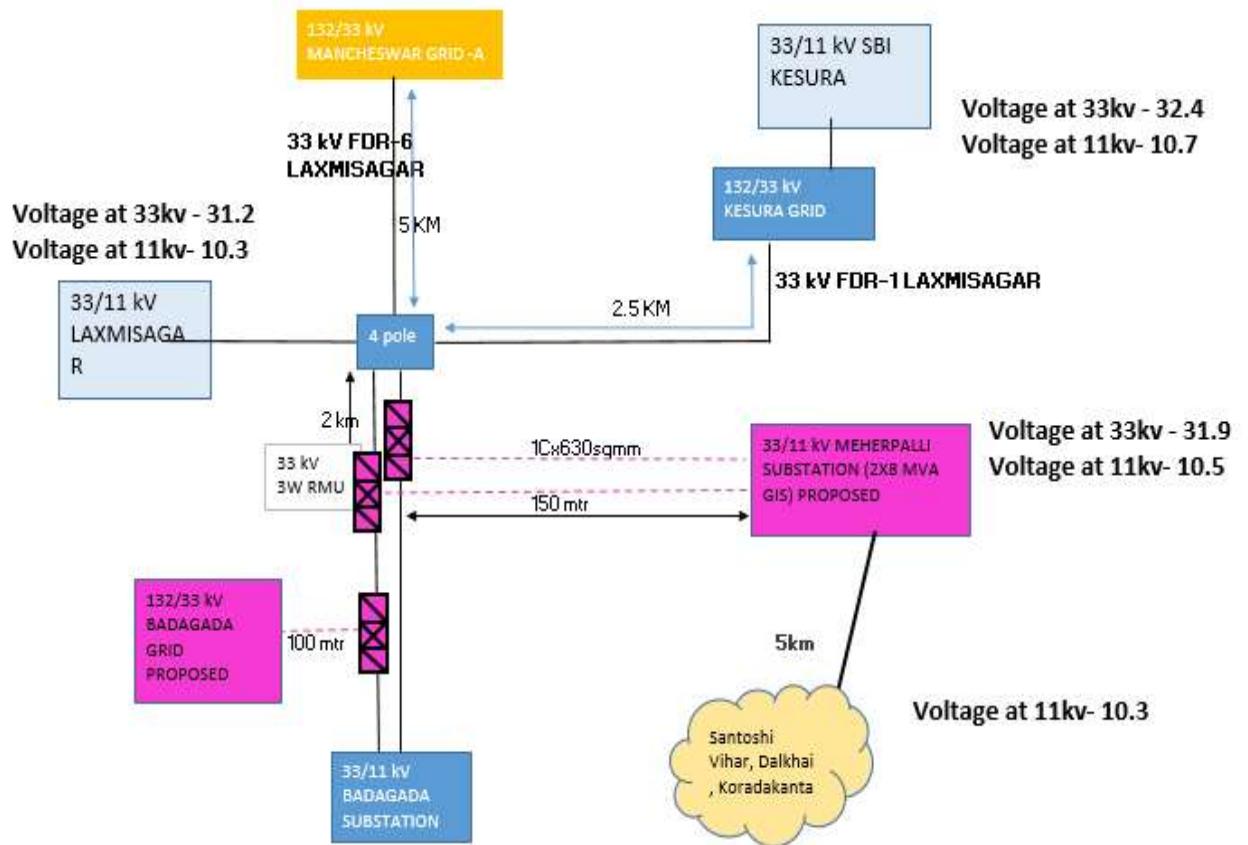 132/33 kV
MANCHESWAR GRID -A
33/11 kV SBI
KESURA
Voltage at 33kv - 32.4
Voltage at 11kv- 10.7
33 kV FDR-6
LAXMISAGAR
132/33 kV
KESURA GRID
Voltage at 33kv - 31.2
Voltage at 11kv- 10.3
5 KM
33 kV FDR-1 LAXMISAGAR
33/11 kV
LAXMISAGA
R
2.5 KM
4 pole
2 km
1Cx630sqmm
33 kV
3W RMU
33/11 kV MEHERPALLI
SUBSTATION (2X8 MVA
GIS) PROPOSED
Voltage at 33kv - 31.9
Voltage at 11kv- 10.5
150 mtr
132/33 kV
BADAGADA
GRID
PROPOSED
100 mtr
5km
Voltage at 11kv- 10.3
Santoshi
Vihar, Dalkhai
, Koradakanta
33/11 kV
BADAGADA
SUBSTATION